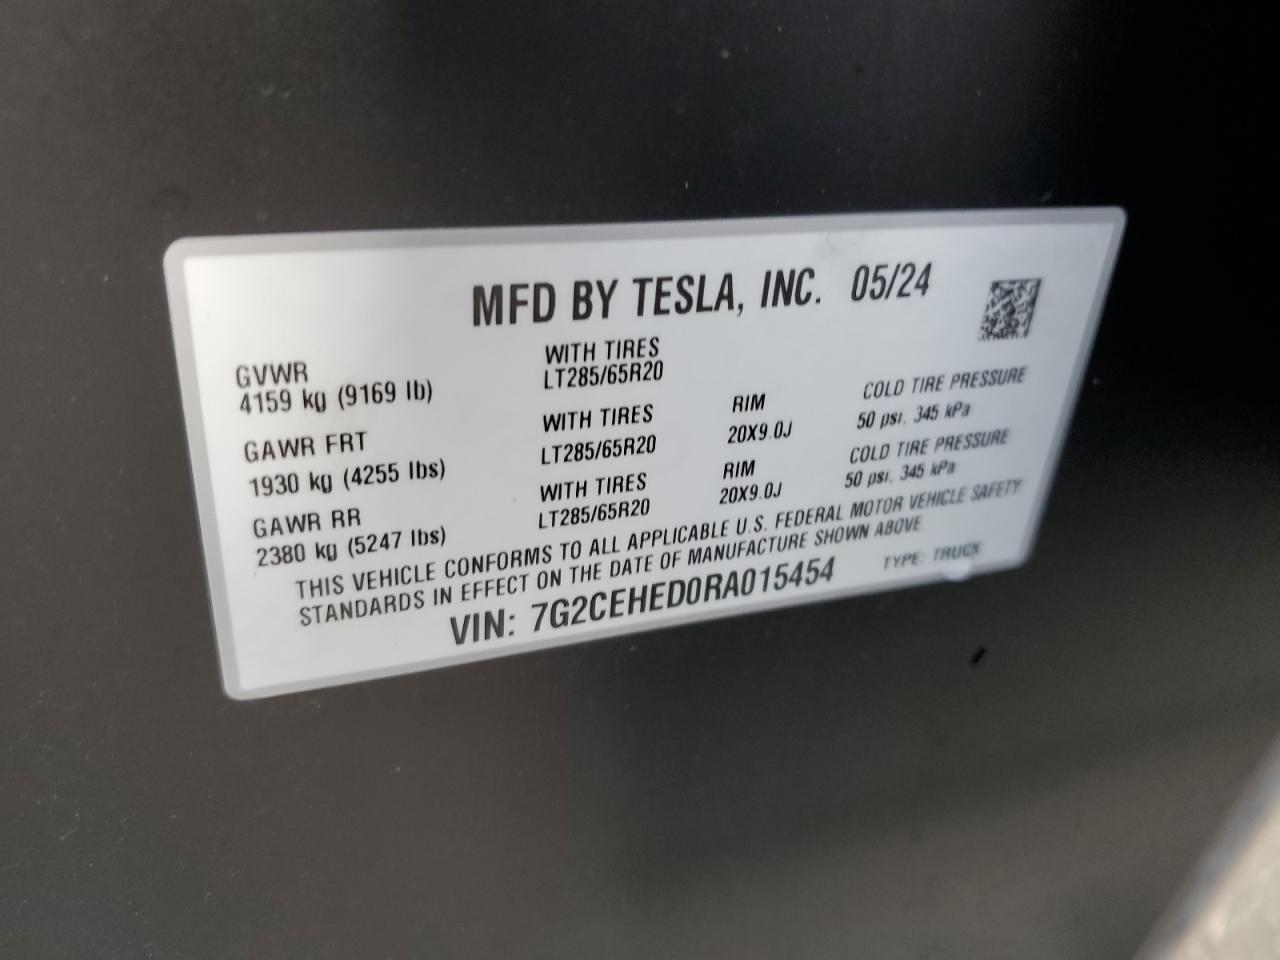 MFD BY TESLA, INC. 05/24
GVWR WITH TIRES
4159 kg (9169 lb) LT285/65R20
GAWR FRT WITH TIRES RIM COLD TIRE PRESSURE
1930 kg (4255 lbs) LT285/65R20 20X9.0J 50 psi, 345 kPa
GAWR RR WITH TIRES RIM COLD TIRE PRESSURE
2380 kg (5247 lbs) LT285/65R20 20X9.0J 50 psi, 345 kPa
THIS VEHICLE CONFORMS TO ALL APPLICABLE U.S. FEDERAL MOTOR VEHICLE SAFETY
STANDARDS IN EFFECT ON THE DATE OF MANUFACTURE SHOWN ABOVE
VIN: 7G2CEHED0RA015454 TYPE: TRUCK